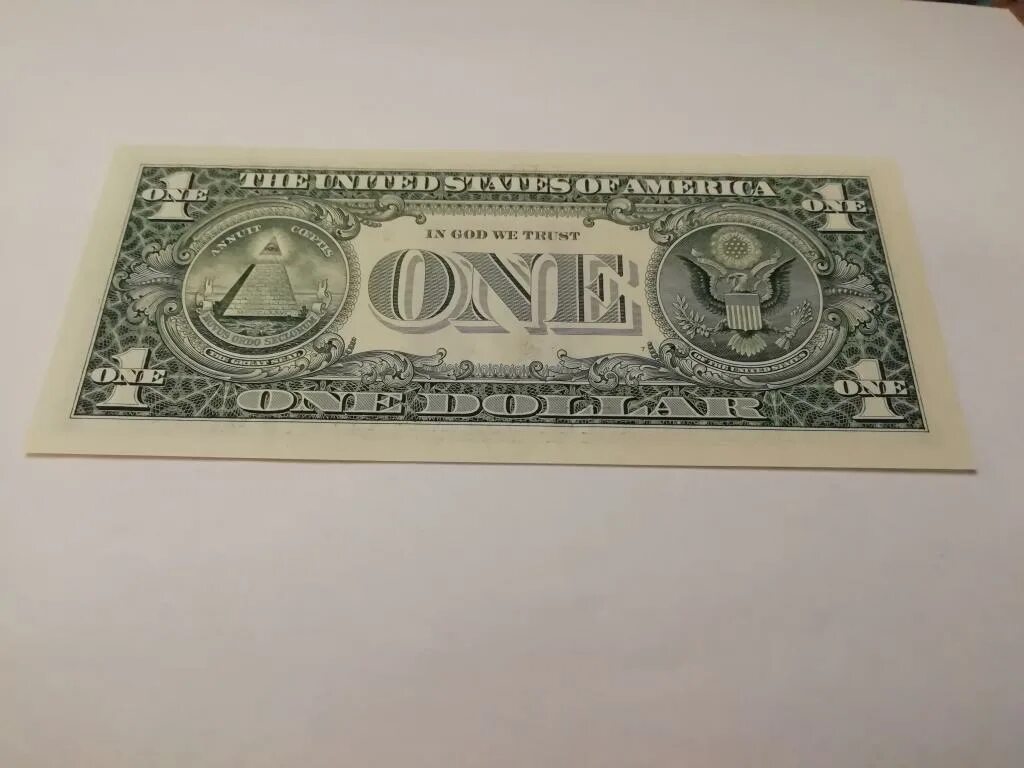 THE UNITED STATES OF AMERICA
1 ONE
1 ONE
ANNUIT CŒPTIS
IN GOD WE TRUST
ONE
NOVUS ORDO SECLORUM
THE GREAT SEAL
OF THE UNITED STATES
1 ONE
1 ONE
ONE DOLLAR